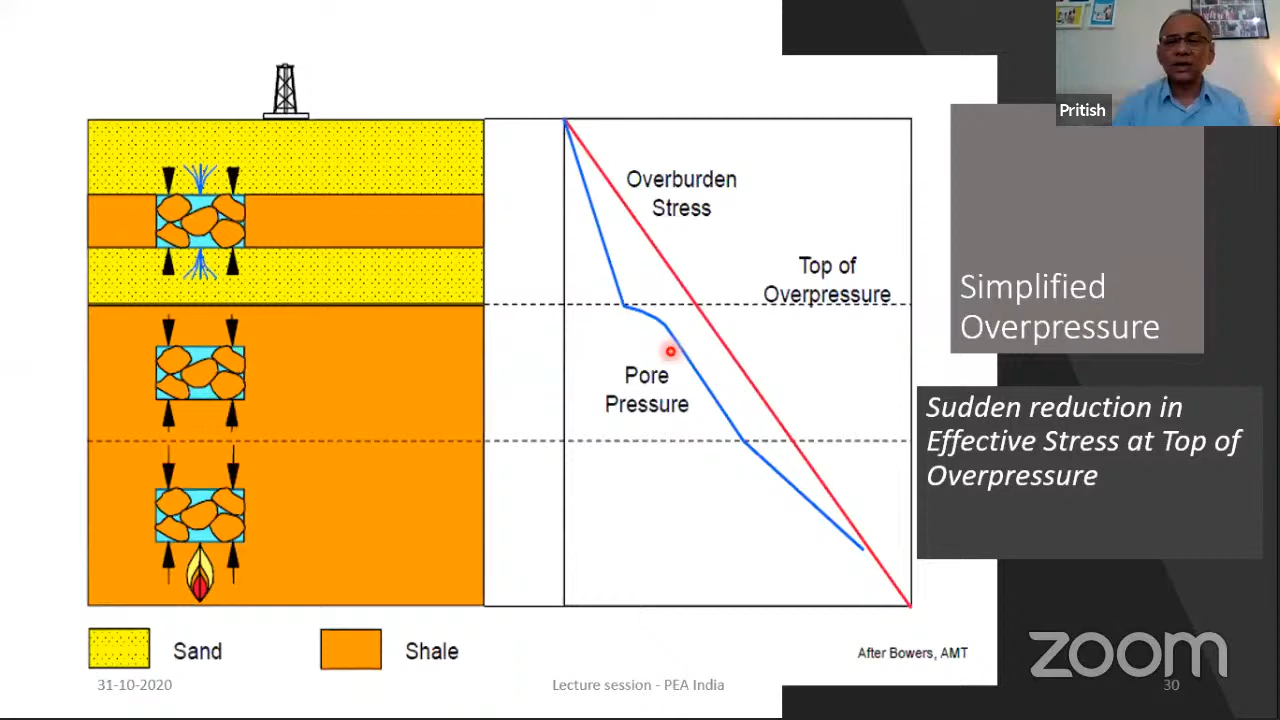 Pritish
Overburden
Stress
Top of
Overpressure
Pore
Pressure
Simplified
Overpressure
Sudden reduction in
Effective Stress at Top of
Overpressure
Sand
Shale
After Bowers, AMT
31-10-2020
Lecture session - PEA India
30
zoom